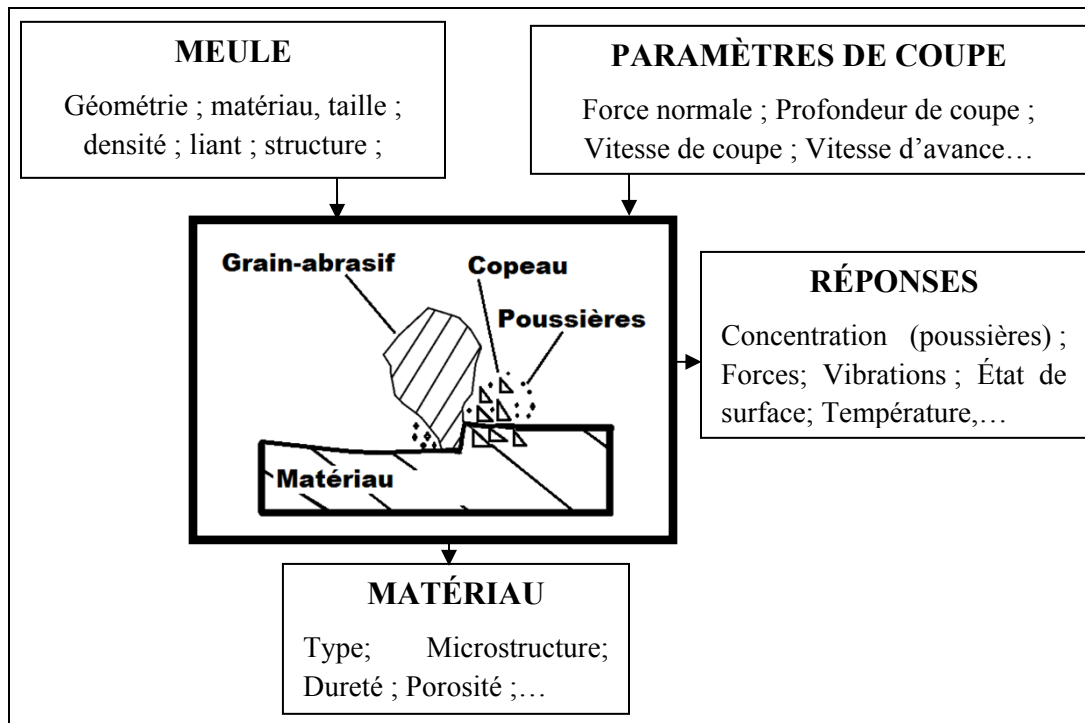 MEULE
Géométrie ; matériau, taille ;
densité ; liant ; structure ;
PARAMÈTRES DE COUPE
Force normale ; Profondeur de coupe ;
Vitesse de coupe ; Vitesse d’avance…
Grain-abrasif
Copeau
Poussières
Matériau
RÉPONSES
Concentration (poussières) ;
Forces; Vibrations ; État de
surface; Température,…
MATÉRIAU
Type; Microstructure;
Dureté ; Porosité ;…